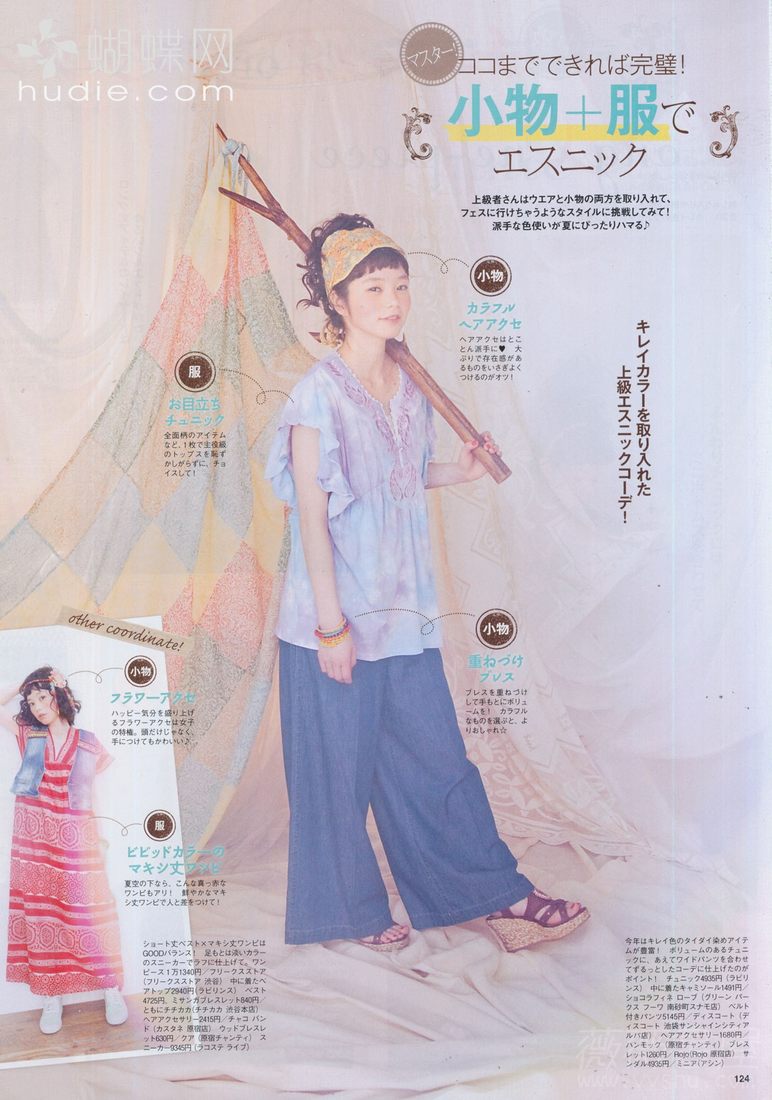 蝴蝶网
hudie.com
マスター！
ココまでできれば完璧！
小物＋服で
エスニック
上級者さんはウエアと小物の両方を取り入れて、
フェスに行けちゃうようなスタイルに挑戦してみて！
派手な色使いが夏にぴったりハマる♪
小物
カラフル
ヘアアクセ
ヘアアクセはとこ
とん派手に♥　大
ぶりで存在感があ
るものをいさぎよく
つけるのがオツ！
キレイカラーを取り入れた
上級エスニックコーデ！
服
お目立ち
チュニック
全面柄のアイテム
など、1枚で主役級
のトップスを恥ず
かしがらずに、チョ
イスして！
小物
重ねづけ
ブレス
ブレスを重ねづけ
して手もとにボリュ
ームを！　カラフル
なものを選ぶと、よ
りおしゃれ☆
other coordinate!
小物
フラワーアクセ
ハッピー気分を盛り上げ
るフラワーアクセは女子
の特権。頭だけじゃなく、
手につけてもかわいい♪
服
ビビッドカラーの
マキシ丈ワンピ
夏空の下なら、こんな真っ赤な
ワンピもアリ！　鮮やかなマキ
シ丈ワンピで人と差をつけて！
ショート丈ベスト×マキシ丈ワンピは
GOODバランス！　足もとは淡いカラー
のスニーカーでラフに仕上げて。ワン
ピース1万1340円／フリークスストア
（フリークスストア 渋谷）　中に着たベ
アトップ2940円（ラビリンス）　ベスト
4725円、ミサンガブレスレット840円／
ともにチチカカ（チチカカ 渋谷本店）
ヘアアクセサリー2415円／チャコ バン
ド（カスタネ 原宿店）　ウッドブレスレ
ット630円／クア（原宿シャンティ）　ス
ニーカー9345円（ラコステ ライブ）
今年はキレイ色のタイダイ染めアイテ
ムが豊富！　ボリュームのあるチュニ
ックに、あえてワイドパンツを合わせ
てずるっとしたコーデに仕上げたのが
ポイント！　チュニック4935円（ラビリ
ンス）　中に着たキャミソール1491円／
ショコラフィネ ローブ（グリーン パーク
ス フーワ 南砂町スナモ店）　ベルト
付きパンツ5145円／ディスコート（デ
ィスコート 池袋サンシャインシティア
ルパ店）　ヘアアクセサリー1680円／
バンモック（原宿シャンティ）　ブレス
レット1260円／Rojo（Rojo 原宿店）　サ
ンダル4935円／ミニア（アシン）
124